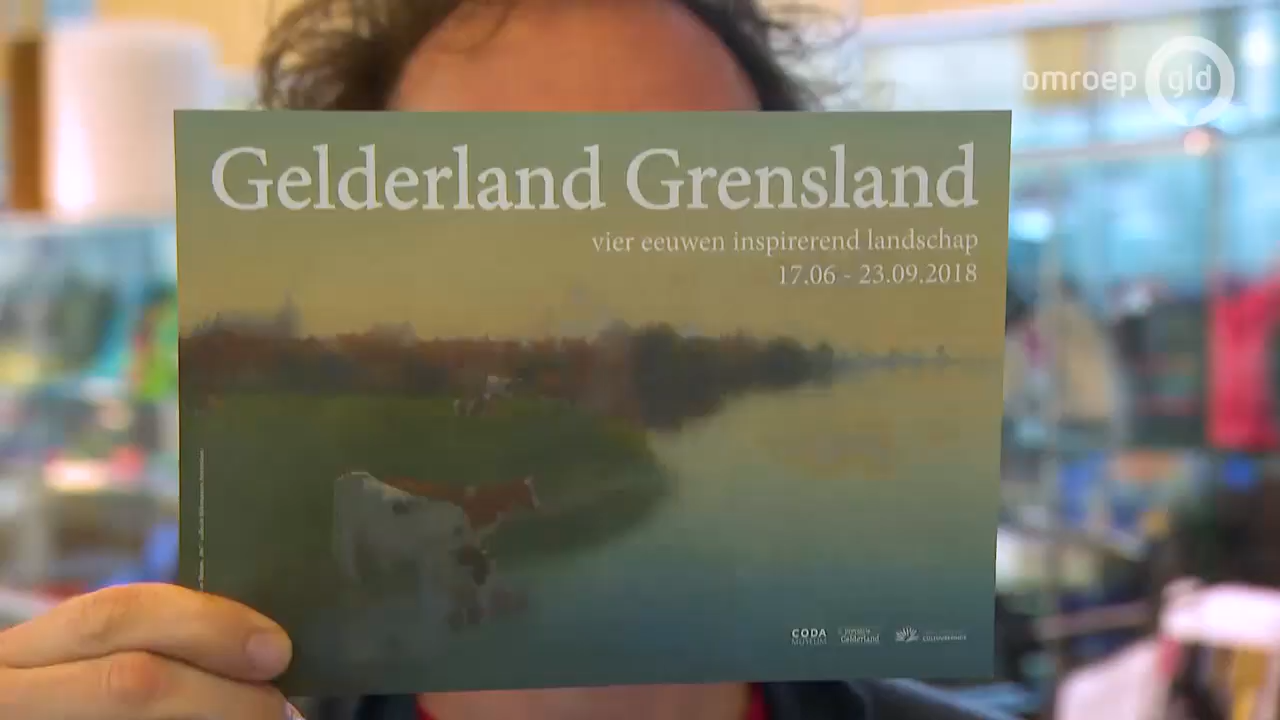 omroep gld
Gelderland Grensland
vier eeuwen inspirerend landschap
17.06 - 23.09.2018
CODA
MUSEUM
Gelderland